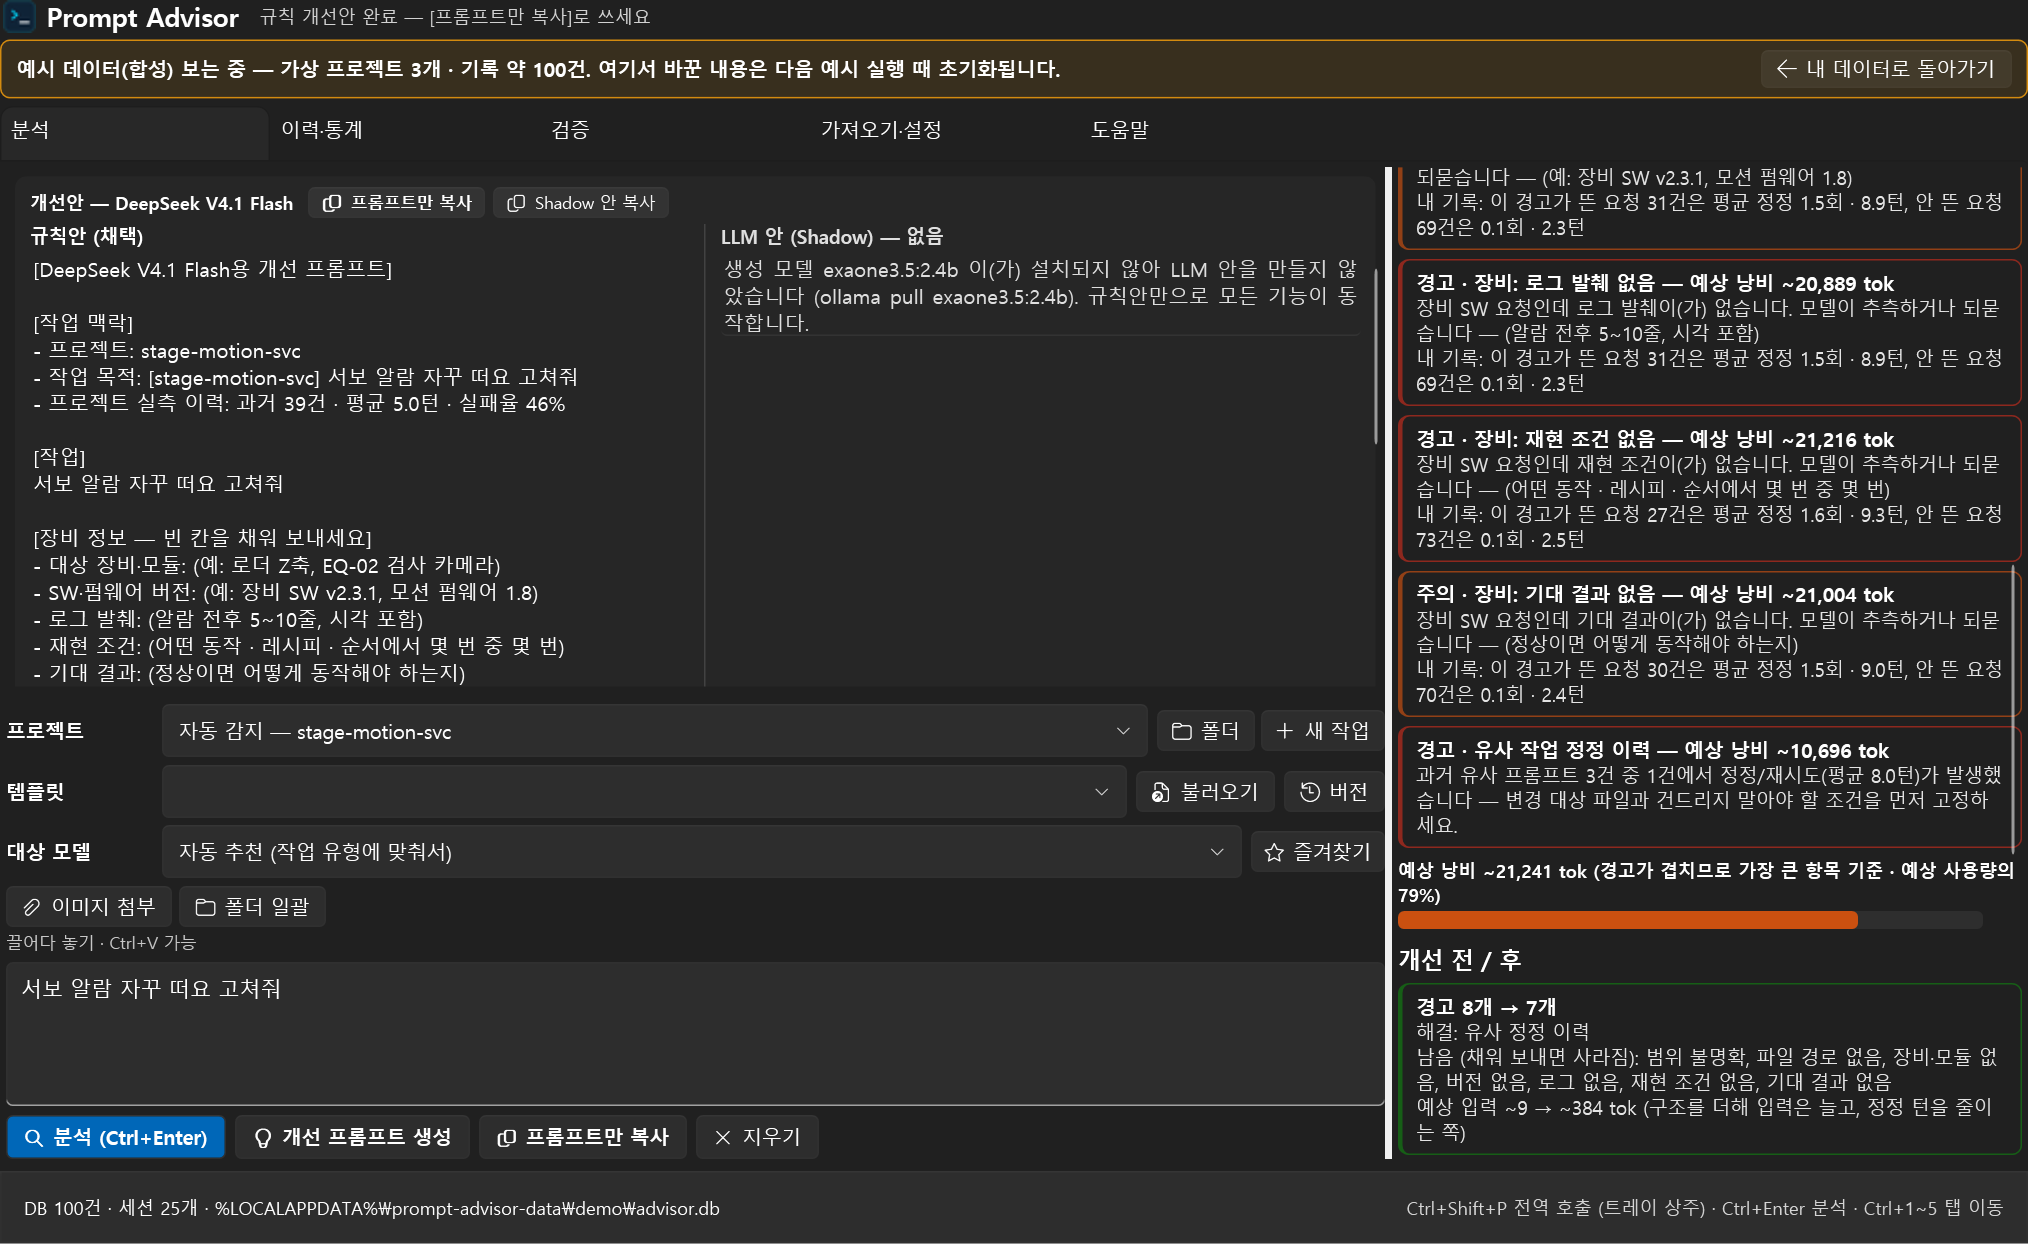 Prompt Advisor 규칙 개선안 완료 — [프롬프트만 복사]로 쓰세요
예시 데이터(합성) 보는 중 — 가상 프로젝트 3개 · 기록 약 100건. 여기서 바꾼 내용은 다음 예시 실행 때 초기화됩니다.
← 내 데이터로 돌아가기
분석
이력·통계
검증
가져오기·설정
도움말
개선안 — DeepSeek V4.1 Flash
프롬프트만 복사
Shadow 안 복사
규칙안 (채택)
[DeepSeek V4.1 Flash용 개선 프롬프트]
[작업 맥락]
- 프로젝트: stage-motion-svc
- 작업 목적: [stage-motion-svc] 서보 알람 자꾸 떠요 고쳐줘
- 프로젝트 실측 이력: 과거 39건 · 평균 5.0턴 · 실패율 46%
[작업]
서보 알람 자꾸 떠요 고쳐줘
[장비 정보 — 빈 칸을 채워 보내세요]
- 대상 장비·모듈: (예: 로더 Z축, EQ-02 검사 카메라)
- SW·펌웨어 버전: (예: 장비 SW v2.3.1, 모션 펌웨어 1.8)
- 로그 발췌: (알람 전후 5~10줄, 시각 포함)
- 재현 조건: (어떤 동작 · 레시피 · 순서에서 몇 번 중 몇 번)
- 기대 결과: (정상이면 어떻게 동작해야 하는지)
LLM 안 (Shadow) — 없음
생성 모델 exaone3.5:2.4b 이(가) 설치되지 않아 LLM 안을 만들지 않
았습니다 (ollama pull exaone3.5:2.4b). 규칙안만으로 모든 기능이 동
작합니다.
프로젝트
자동 감지 — stage-motion-svc
폴더
새 작업
템플릿
불러오기
버전
대상 모델
자동 추천 (작업 유형에 맞춰서)
즐겨찾기
이미지 첨부
폴더 일괄
끌어다 놓기 · Ctrl+V 가능
서보 알람 자꾸 떠요 고쳐줘
분석 (Ctrl+Enter)
개선 프롬프트 생성
프롬프트만 복사
지우기
되묻습니다 — (예: 장비 SW v2.3.1, 모션 펌웨어 1.8)
내 기록: 이 경고가 뜬 요청 31건은 평균 정정 1.5회 · 8.9턴, 안 뜬 요청
69건은 0.1회 · 2.3턴
경고 · 장비: 로그 발췌 없음 — 예상 낭비 ~20,889 tok
장비 SW 요청인데 로그 발췌이(가) 없습니다. 모델이 추측하거나 되묻
습니다 — (알람 전후 5~10줄, 시각 포함)
내 기록: 이 경고가 뜬 요청 31건은 평균 정정 1.5회 · 8.9턴, 안 뜬 요청
69건은 0.1회 · 2.3턴
경고 · 장비: 재현 조건 없음 — 예상 낭비 ~21,216 tok
장비 SW 요청인데 재현 조건이(가) 없습니다. 모델이 추측하거나 되묻
습니다 — (어떤 동작 · 레시피 · 순서에서 몇 번 중 몇 번)
내 기록: 이 경고가 뜬 요청 27건은 평균 정정 1.6회 · 9.3턴, 안 뜬 요청
73건은 0.1회 · 2.5턴
주의 · 장비: 기대 결과 없음 — 예상 낭비 ~21,004 tok
장비 SW 요청인데 기대 결과이(가) 없습니다. 모델이 추측하거나 되묻
습니다 — (정상이면 어떻게 동작해야 하는지)
내 기록: 이 경고가 뜬 요청 30건은 평균 정정 1.5회 · 9.0턴, 안 뜬 요청
70건은 0.1회 · 2.4턴
경고 · 유사 작업 정정 이력 — 예상 낭비 ~10,696 tok
과거 유사 프롬프트 3건 중 1건에서 정정/재시도(평균 8.0턴)가 발생했
습니다 — 변경 대상 파일과 건드리지 말아야 할 조건을 먼저 고정하
세요.
예상 낭비 ~21,241 tok (경고가 겹치므로 가장 큰 항목 기준 · 예상 사용량의
79%)
개선 전 / 후
경고 8개 → 7개
해결: 유사 정정 이력
남음 (채워 보내면 사라짐): 범위 불명확, 파일 경로 없음, 장비·모듈 없
음, 버전 없음, 로그 없음, 재현 조건 없음, 기대 결과 없음
예상 입력 ~9 → ~384 tok (구조를 더해 입력은 늘고, 정정 턴을 줄이
는 쪽)
DB 100건 · 세션 25개 · %LOCALAPPDATA%₩prompt-advisor-data₩demo₩advisor.db
Ctrl+Shift+P 전역 호출 (트레이 상주) · Ctrl+Enter 분석 · Ctrl+1~5 탭 이동